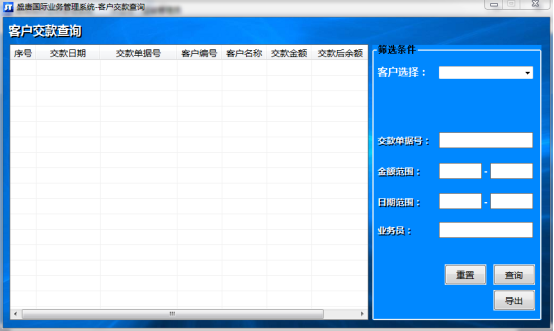 盛唐国际业务管理系统-客户交款查询
客户交款查询
序号 交款日期 交款单据号 客户编号 客户名称 交款金额 交款后余额
筛选条件
客户选择：
交款单据号：
金额范围： -
日期范围： -
业务员：
重置 查询
导出